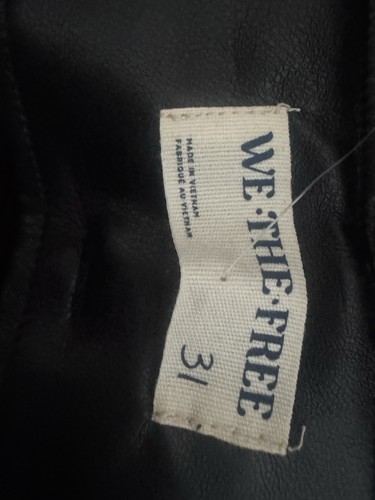 WE·THE·FREE
MADE IN VIETNAM
FABRIQUÉ AU VIETNAM
31